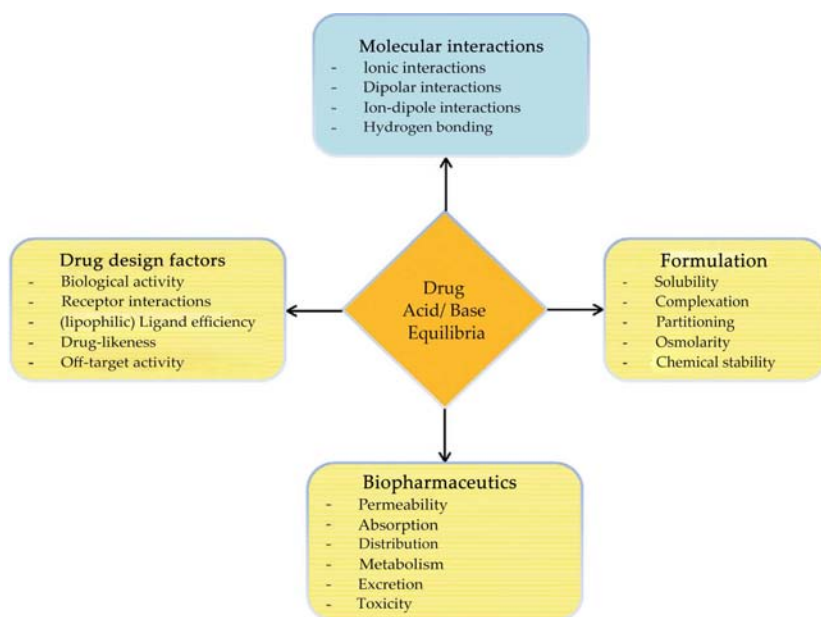 Molecular interactions
- Ionic interactions
- Dipolar interactions
- Ion-dipole interactions
- Hydrogen bonding
Drug design factors
- Biological activity
- Receptor interactions
- (lipophilic) Ligand efficiency
- Drug-likeness
- Off-target activity
Drug
Acid/ Base
Equilibria
Formulation
- Solubility
- Complexation
- Partitioning
- Osmolarity
- Chemical stability
Biopharmaceutics
- Permeability
- Absorption
- Distribution
- Metabolism
- Excretion
- Toxicity